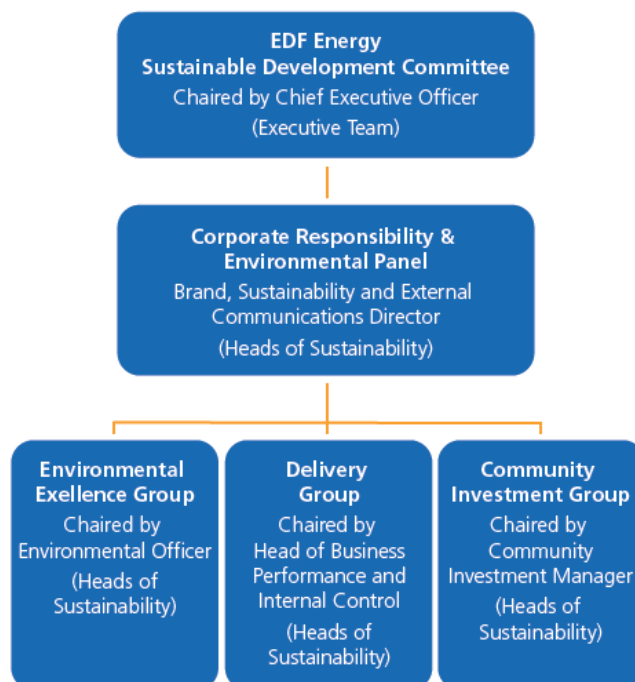 EDF Energy
Sustainable Development Committee
Chaired by Chief Executive Officer
(Executive Team)
Corporate Responsibility &
Environmental Panel
Brand, Sustainability and External
Communications Director
(Heads of Sustainability)
Environmental
Exellence Group
Chaired by
Environmental Officer
(Heads of
Sustainability)
Delivery
Group
Chaired by
Head of Business
Performance and
Internal Control
(Heads of
Sustainability)
Community
Investment Group
Chaired by
Community
Investment Manager
(Heads of
Sustainability)